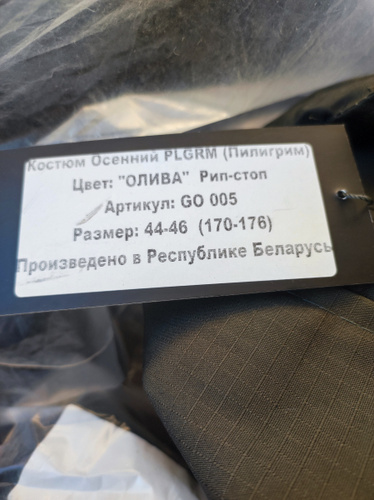 Костюм Осенний PLGRM (Пилигрим)
Цвет: "ОЛИВА" Рип-стоп
Артикул: GO 005
Размер: 44-46 (170-176)
Произведено в Республике Беларусь